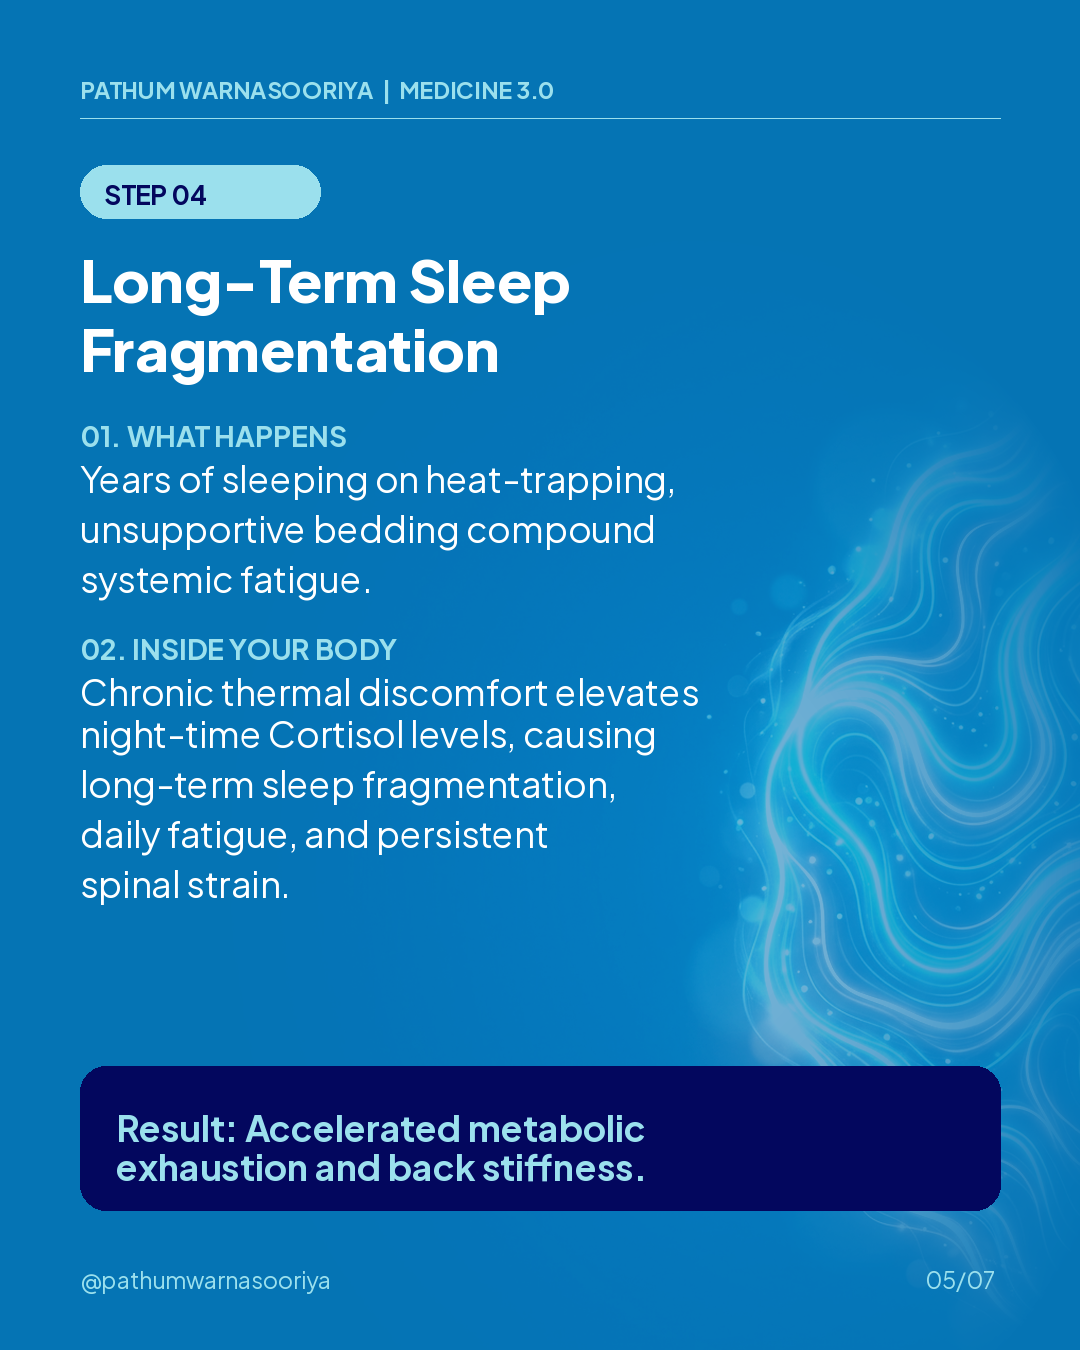 PATHUM WARNASOORIYA | MEDICINE 3.0
STEP 04
Long-Term Sleep
Fragmentation
01. WHAT HAPPENS
Years of sleeping on heat-trapping,
unsupportive bedding compound
systemic fatigue.
02. INSIDE YOUR BODY
Chronic thermal discomfort elevates
night-time Cortisol levels, causing
long-term sleep fragmentation,
daily fatigue, and persistent
spinal strain.
Result: Accelerated metabolic
exhaustion and back stiffness.
@pathumwarnasooriya
05/07